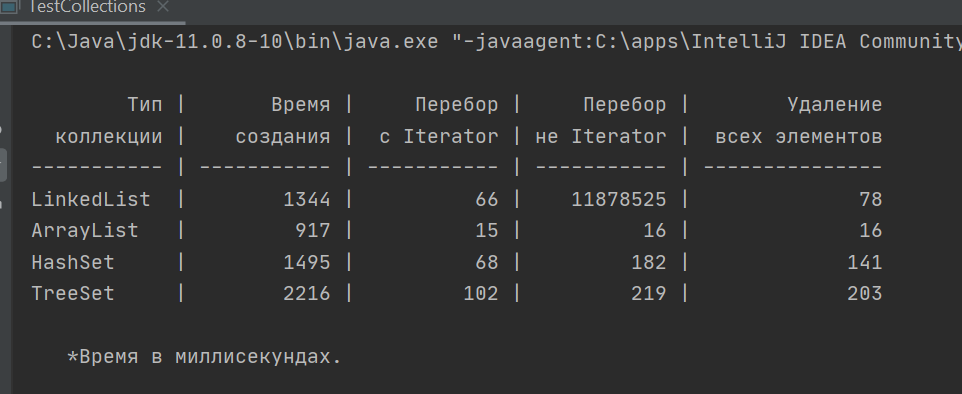 TestCollections ×
C:\Java\jdk-11.0.8-10\bin\java.exe "-javaagent:C:\apps\IntelliJ IDEA Community
Тип | Время | Перебор | Перебор | Удаление
коллекции | создания | с Iterator | не Iterator | всех элементов
----------- | ----------- | ----------- | ----------- | ---------------
LinkedList | 1344 | 66 | 11878525 | 78
ArrayList | 917 | 15 | 16 | 16
HashSet | 1495 | 68 | 182 | 141
TreeSet | 2216 | 102 | 219 | 203
*Время в миллисекундах.